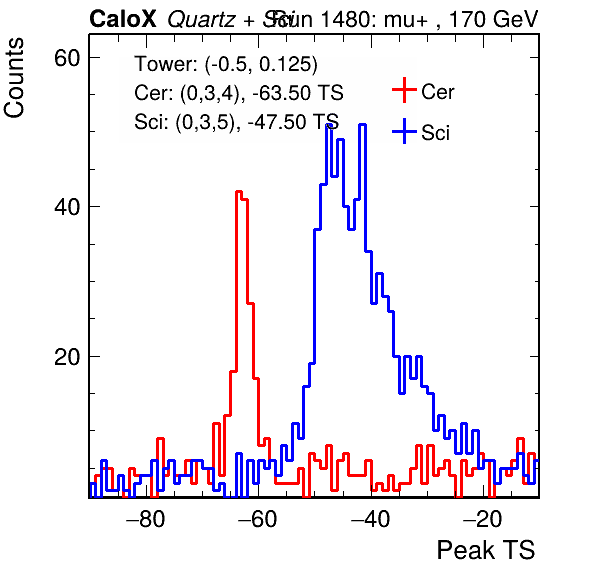 CaloX Quartz + Sci Run 1480: mu+ , 170 GeV
Counts
60
40
20
Tower: (-0.5, 0.125)
Cer: (0,3,4), -63.50 TS
Sci: (0,3,5), -47.50 TS
Cer
Sci
−80 −60 −40 −20
Peak TS